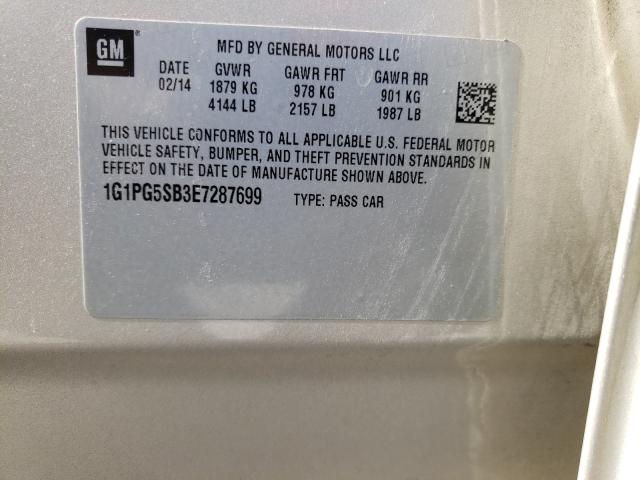 GM ®
MFD BY GENERAL MOTORS LLC
DATE GVWR GAWR FRT GAWR RR
02/14 1879 KG 978 KG 901 KG
4144 LB 2157 LB 1987 LB
THIS VEHICLE CONFORMS TO ALL APPLICABLE U.S. FEDERAL MOTOR
VEHICLE SAFETY, BUMPER, AND THEFT PREVENTION STANDARDS IN
EFFECT ON THE DATE OF MANUFACTURE SHOWN ABOVE.
1G1PG5SB3E7287699 TYPE: PASS CAR